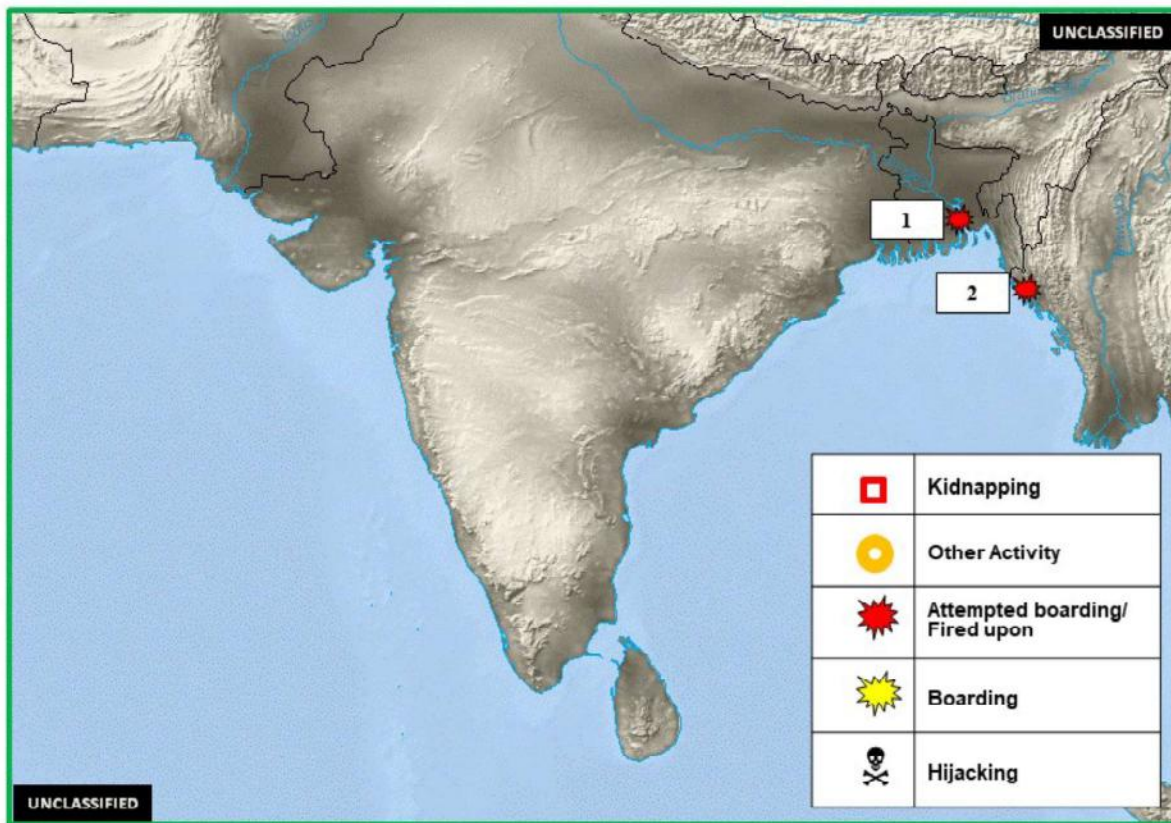 UNCLASSIFIED
1
2
Kidnapping
Other Activity
Attempted boarding/
Fired upon
Boarding
Hijacking
UNCLASSIFIED